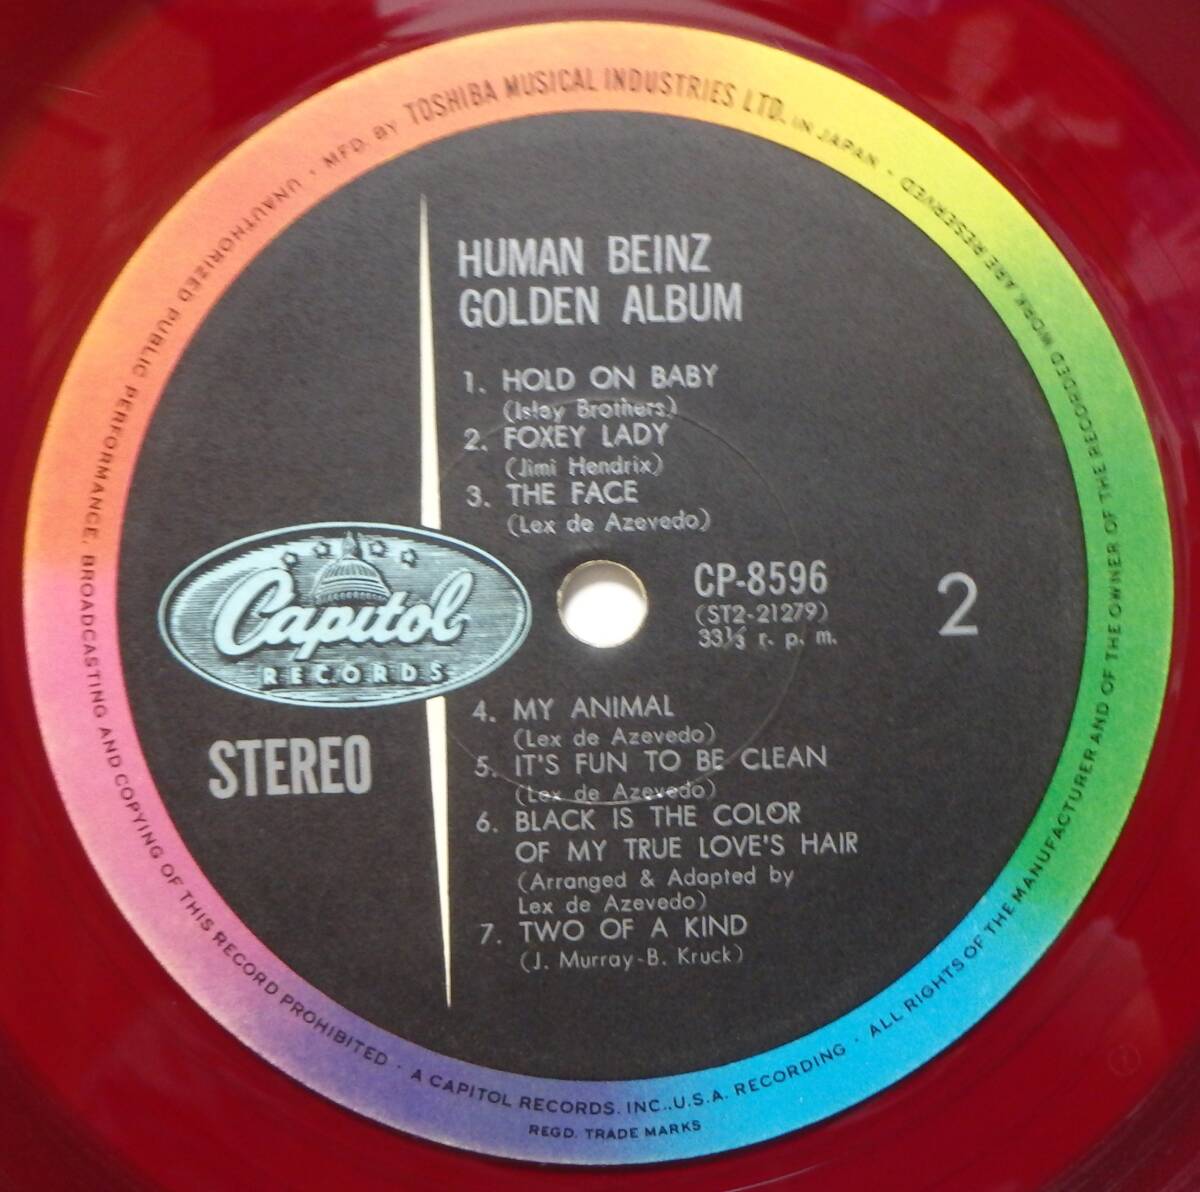 MFD. BY TOSHIBA MUSICAL INDUSTRIES LTD. IN JAPAN · RESERVED
HUMAN BEINZ
GOLDEN ALBUM
1. HOLD ON BABY
(Isley Brothers)
2. FOXEY LADY
(Jimi Hendrix)
3. THE FACE
(Lex de Azevedo)
Capitol
RECORDS
CP-8596
(ST2-21279)
33⅓ r. p. m.
2
STEREO
4. MY ANIMAL
(Lex de Azevedo)
5. IT'S FUN TO BE CLEAN
(Lex de Azevedo)
6. BLACK IS THE COLOR
OF MY TRUE LOVE'S HAIR
(Arranged & Adapted by
Lex de Azevedo)
7. TWO OF A KIND
(J. Murray-B. Kruck)
UNAUTHORIZED PUBLIC PERFORMANCE, BROADCASTING AND COPYING OF THIS RECORD PROHIBITED · A CAPITOL RECORDS, INC., U.S.A. RECORDING · ALL RIGHTS OF THE MANUFACTURER AND OF THE OWNER OF THE RECORDED WORK ARE
REGD. TRADE MARKS